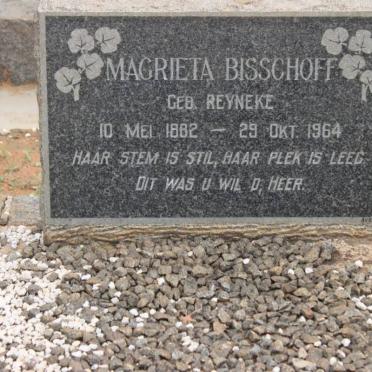 MAGRIETA BISSCHOFF
GEB. REYNEKE
10 MEI 1882 — 29 OKT. 1964
HAAR STEM IS STIL, HAAR PLEK IS LEEG
DIT WAS U WIL O, HEER.